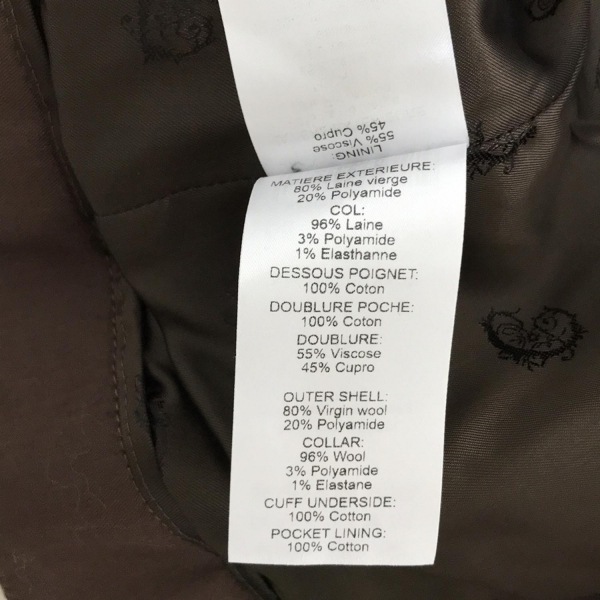 LINING:
55% Viscose
45% Cupro
MATIERE EXTERIEURE:
80% Laine vierge
20% Polyamide
COL:
96% Laine
3% Polyamide
1% Elasthanne
DESSOUS POIGNET:
100% Coton
DOUBLURE POCHE:
100% Coton
DOUBLURE:
55% Viscose
45% Cupro
OUTER SHELL:
80% Virgin wool
20% Polyamide
COLLAR:
96% Wool
3% Polyamide
1% Elastane
CUFF UNDERSIDE:
100% Cotton
POCKET LINING:
100% Cotton